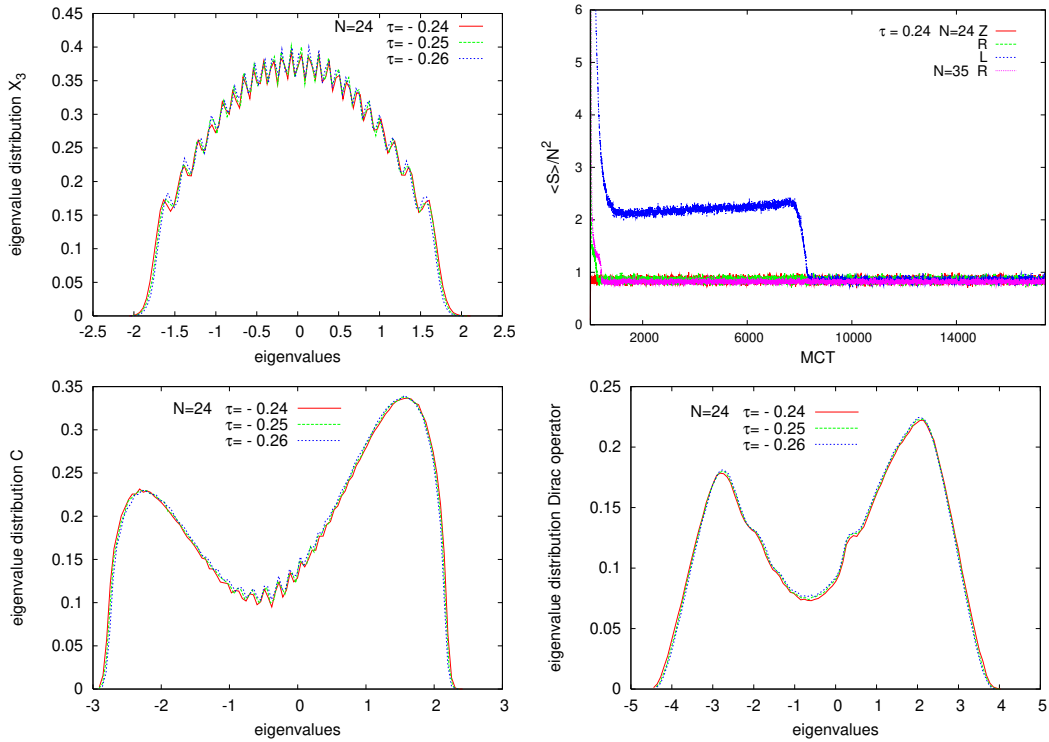 0.45
0.4
0.35
0.3
0.25
0.2
0.15
0.1
0.05
0
-2.5 -2 -1.5 -1 -0.5 0 0.5 1 1.5 2 2.5
eigenvalues
eigenvalue distribution X3
N=24 τ= - 0.24
τ= - 0.25
τ= - 0.26
6
5
4
3
2
1
0
2000 6000 10000 14000
MCT
<S>/N²
τ = 0.24 N=24 Z
R
L
N=35 R
0.35
0.3
0.25
0.2
0.15
0.1
0.05
0
-3 -2 -1 0 1 2 3
eigenvalues
eigenvalue distribution C
N=24 τ= - 0.24
τ= - 0.25
τ= - 0.26
0.25
0.2
0.15
0.1
0.05
0
-5 -4 -3 -2 -1 0 1 2 3 4 5
eigenvalues
eigenvalue distribution Dirac operator
N=24 τ= - 0.24
τ= - 0.25
τ= - 0.26